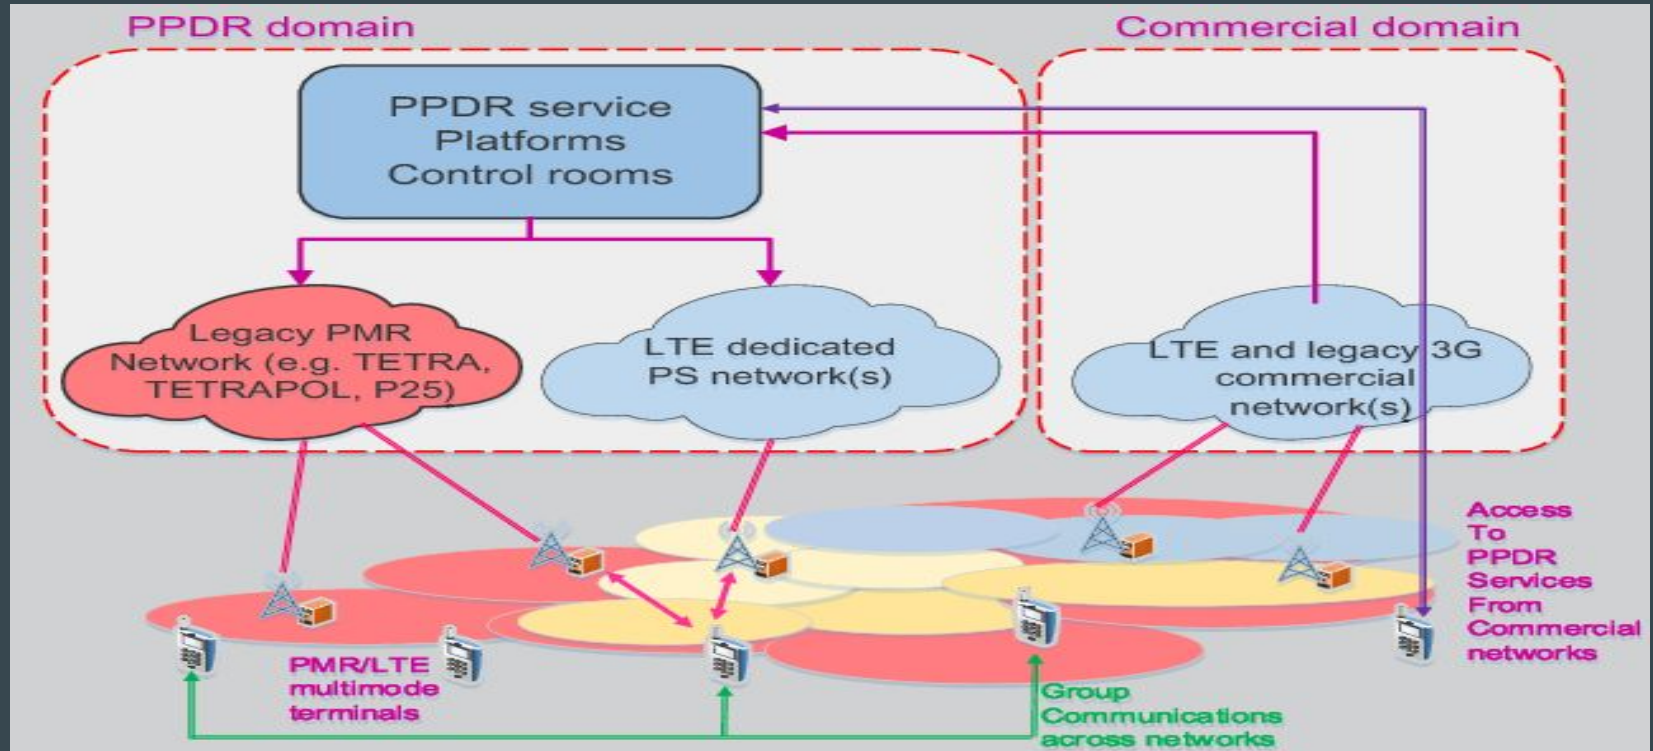 PPDR domain
Commercial domain
PPDR service
Platforms
Control rooms
Legacy PMR
Network (e.g. TETRA,
TETRAPOL, P25)
LTE dedicated
PS network(s)
LTE and legacy 3G
commercial
network(s)
Access
To
PPDR
Services
From
Commercial
networks
PMR/LTE
multimode
terminals
Group
Communications
across networks